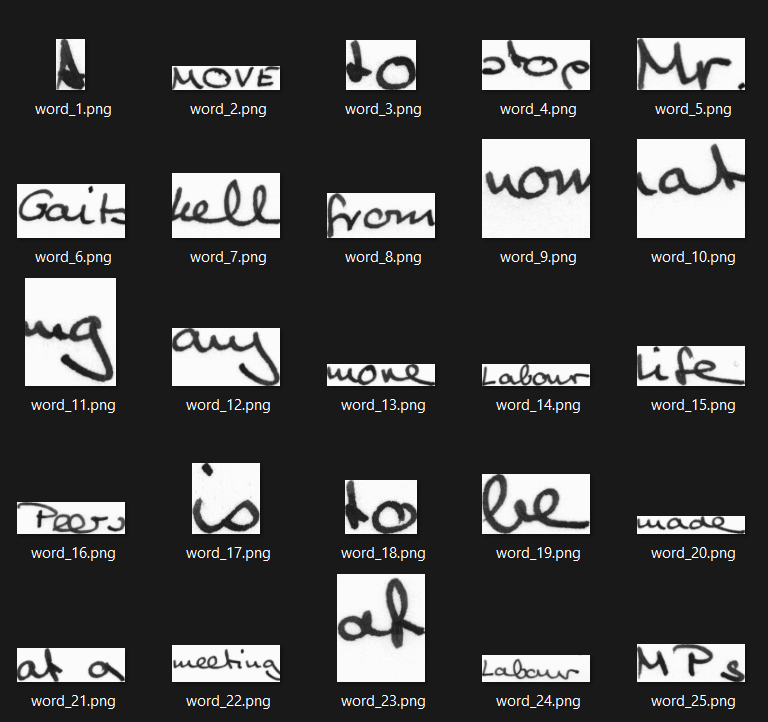 A MOVE to stop Mr.
word_1.png word_2.png word_3.png word_4.png word_5.png
Gaits kell from nom nat
word_6.png word_7.png word_8.png word_9.png word_10.png
ing any more Labour life
word_11.png word_12.png word_13.png word_14.png word_15.png
Peers is to be made
word_16.png word_17.png word_18.png word_19.png word_20.png
at a meeting of Labour MPs
word_21.png word_22.png word_23.png word_24.png word_25.png